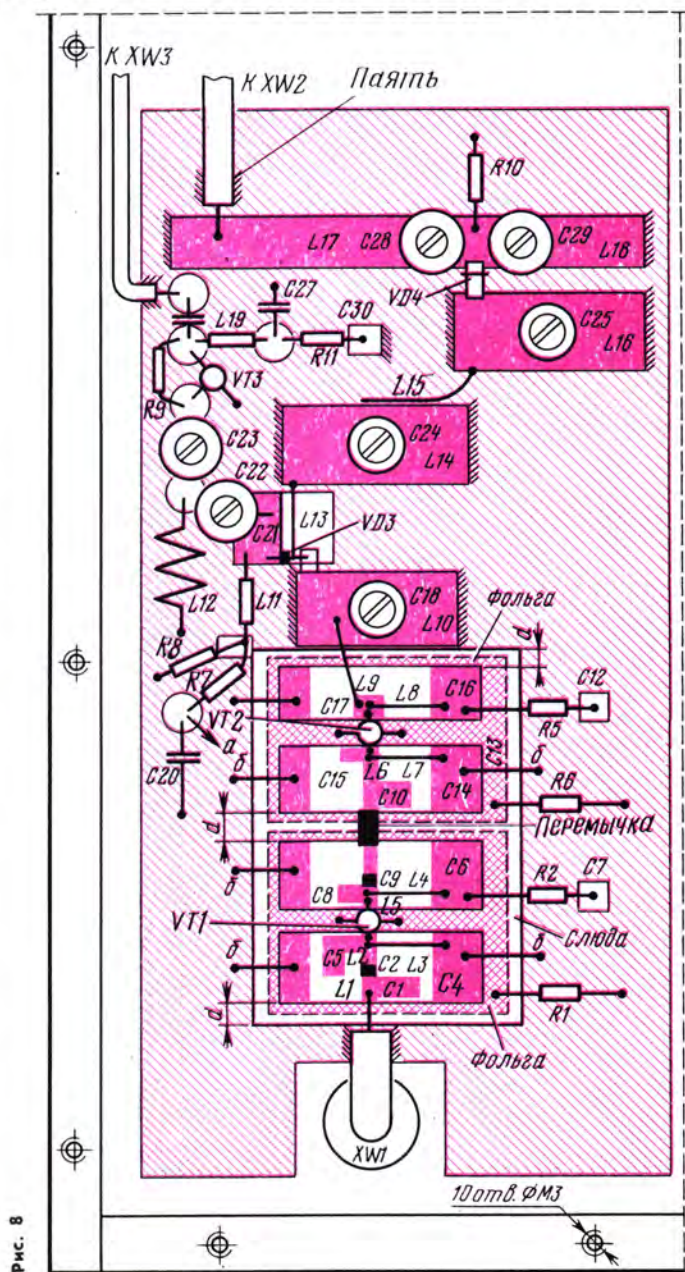 К XW3
К XW2
Паять
R10
L17
C28
C29
L18
VD4
C27
C30
L19
R11
C25
L16
VT3
R9
L15
C23
C24
L14
C22
C21
L13
VD3
L12
L11
C18
L10
Фольга
d
R8
R7
L9
L8
C16
C12
C17
R5
VT2
а
C20
б
C13
L6
L7
б
C15
C10
C14
R6
d
Перемычка
б
C9
L4
C6
R2
C7
C8
L5
VT1
Слюда
б
C5
L2
C2
L3
б
L1
C1
C4
R1
d
Фольга
XW1
10 отв. ФМ3
Рис. 8